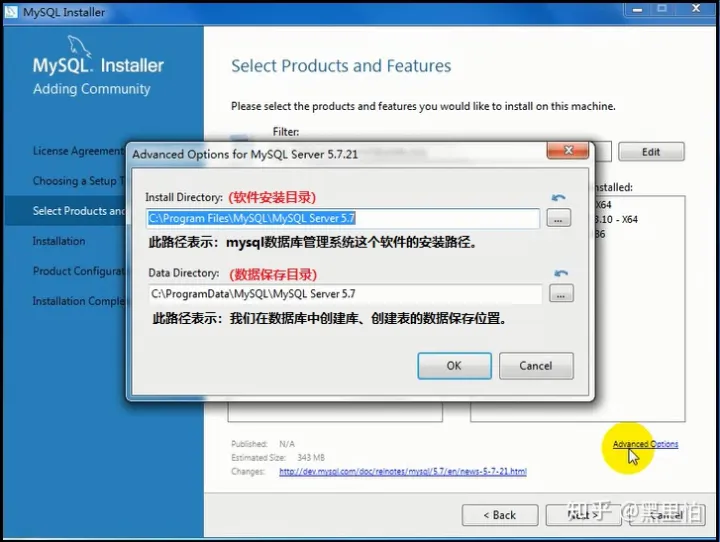 MySQL Installer
MySQL. Installer
Adding Community
License Agreement
Choosing a Setup T
Select Products and
Installation
Product Configurat
Installation Comple
Select Products and Features
Please select the products and features you would like to install on this machine.
Filter:
Edit
nstalled:
X64
3.10 - X64
86
Advanced Options for MySQL Server 5.7.21
Install Directory: (软件安装目录)
C:\Program Files\MySQL\MySQL Server 5.7
...
此路径表示：mysql数据库管理系统这个软件的安装路径。
Data Directory: (数据保存目录)
C:\ProgramData\MySQL\MySQL Server 5.7
...
此路径表示：我们在数据库中创建库、创建表的数据保存位置。
OK
Cancel
Published: N/A
Estimated Size: 343 MB
Changes: http://dev.mysql.com/doc/relnotes/mysql/5.7/en/news-5-7-21.html
Advanced Options
< Back
Next >
Cancel
知乎 @黑里怕